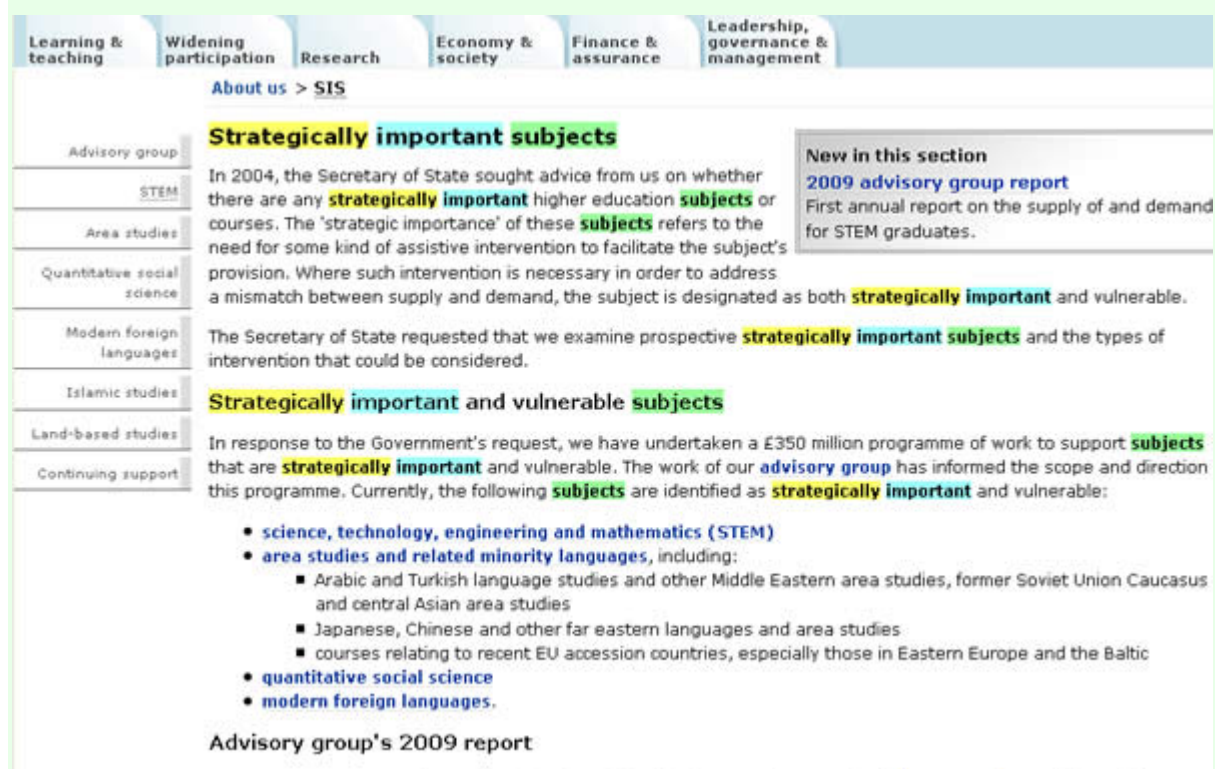 Learning & teaching
Widening participation
Research
Economy & society
Finance & assurance
Leadership, governance & management
About us > SIS
Advisory group
STEM
Area studies
Quantitative social science
Modern foreign languages
Islamic studies
Land-based studies
Continuing support
Strategically important subjects
In 2004, the Secretary of State sought advice from us on whether
there are any strategically important higher education subjects or
courses. The 'strategic importance' of these subjects refers to the
need for some kind of assistive intervention to facilitate the subject's
provision. Where such intervention is necessary in order to address
a mismatch between supply and demand, the subject is designated as both strategically important and vulnerable.
New in this section
2009 advisory group report
First annual report on the supply of and demand
for STEM graduates.
The Secretary of State requested that we examine prospective strategically important subjects and the types of
intervention that could be considered.
Strategically important and vulnerable subjects
In response to the Government's request, we have undertaken a £350 million programme of work to support subjects
that are strategically important and vulnerable. The work of our advisory group has informed the scope and direction
this programme. Currently, the following subjects are identified as strategically important and vulnerable:
• science, technology, engineering and mathematics (STEM)
• area studies and related minority languages, including:
■ Arabic and Turkish language studies and other Middle Eastern area studies, former Soviet Union Caucasus
and central Asian area studies
■ Japanese, Chinese and other far eastern languages and area studies
■ courses relating to recent EU accession countries, especially those in Eastern Europe and the Baltic
• quantitative social science
• modern foreign languages.
Advisory group's 2009 report